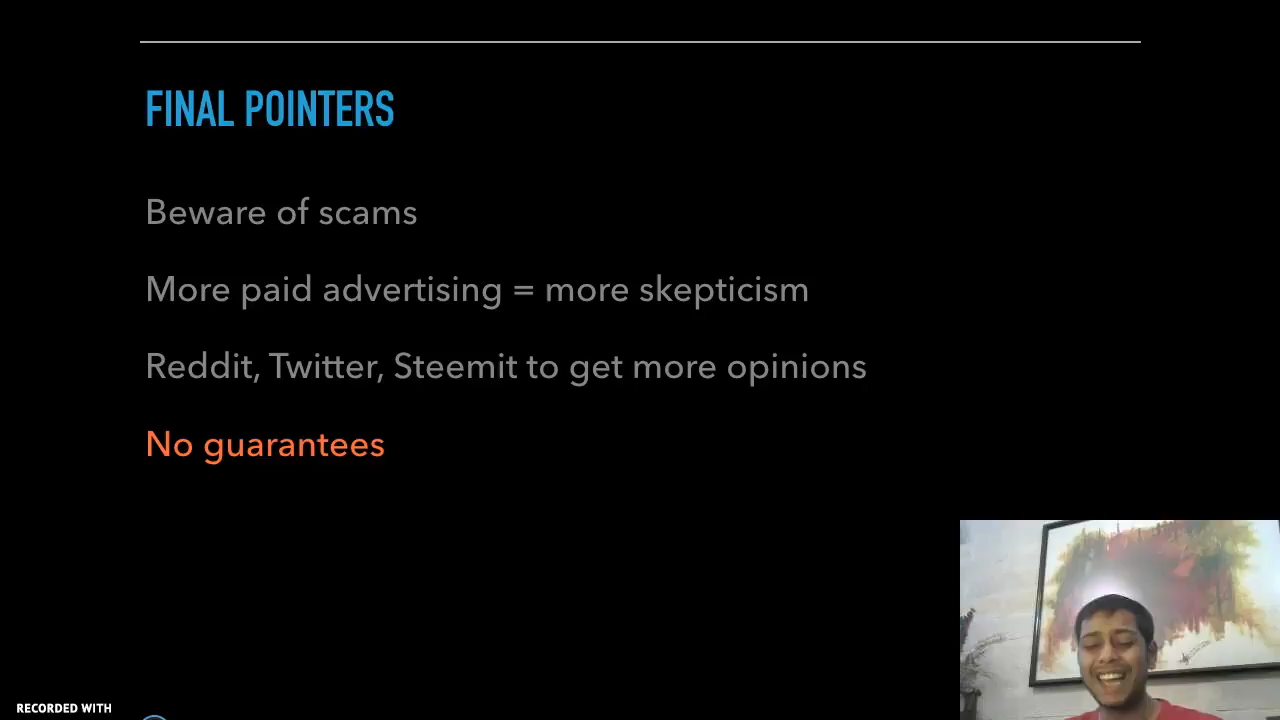 FINAL POINTERS
Beware of scams
More paid advertising = more skepticism
Reddit, Twitter, Steemit to get more opinions
No guarantees
RECORDED WITH